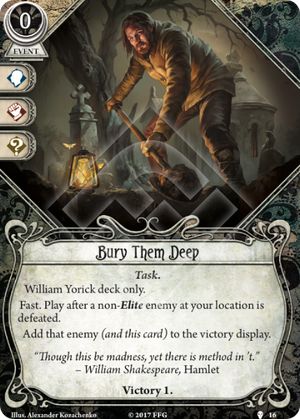 0
EVENT
?
Bury Them Deep
Task.
William Yorick deck only.
Fast. Play after a non-Elite enemy at your location is
defeated.
Add that enemy (and this card) to the victory display.
“Though this be madness, yet there is method in ’t.”
– William Shakespeare, Hamlet
Victory 1.
Illus. Alexander Kozachenko
© 2017 FFG
16